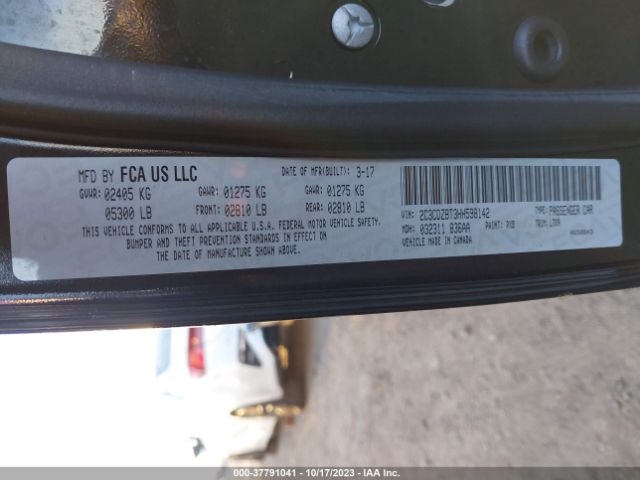 MFD BY FCA US LLC
DATE OF MFR(BUILT): 3-17
GVWR: 02405 KG GAWR: 01275 KG GAWR: 01275 KG
05300 LB FRONT: 02810 LB REAR: 02810 LB
THIS VEHICLE CONFORMS TO ALL APPLICABLE U.S.A. FEDERAL MOTOR VEHICLE SAFETY,
BUMPER AND THEFT PREVENTION STANDARDS IN EFFECT ON
THE DATE OF MANUFACTURE SHOWN ABOVE.
VIN: 2C3CDZBT3HH598142 TYPE: PASSENGER CAR
MDH: 032311 836AA PAINT: PXB TRIM:
VEHICLE MADE IN CANADA
000-37791041 - 10/17/2023 - IAA Inc.